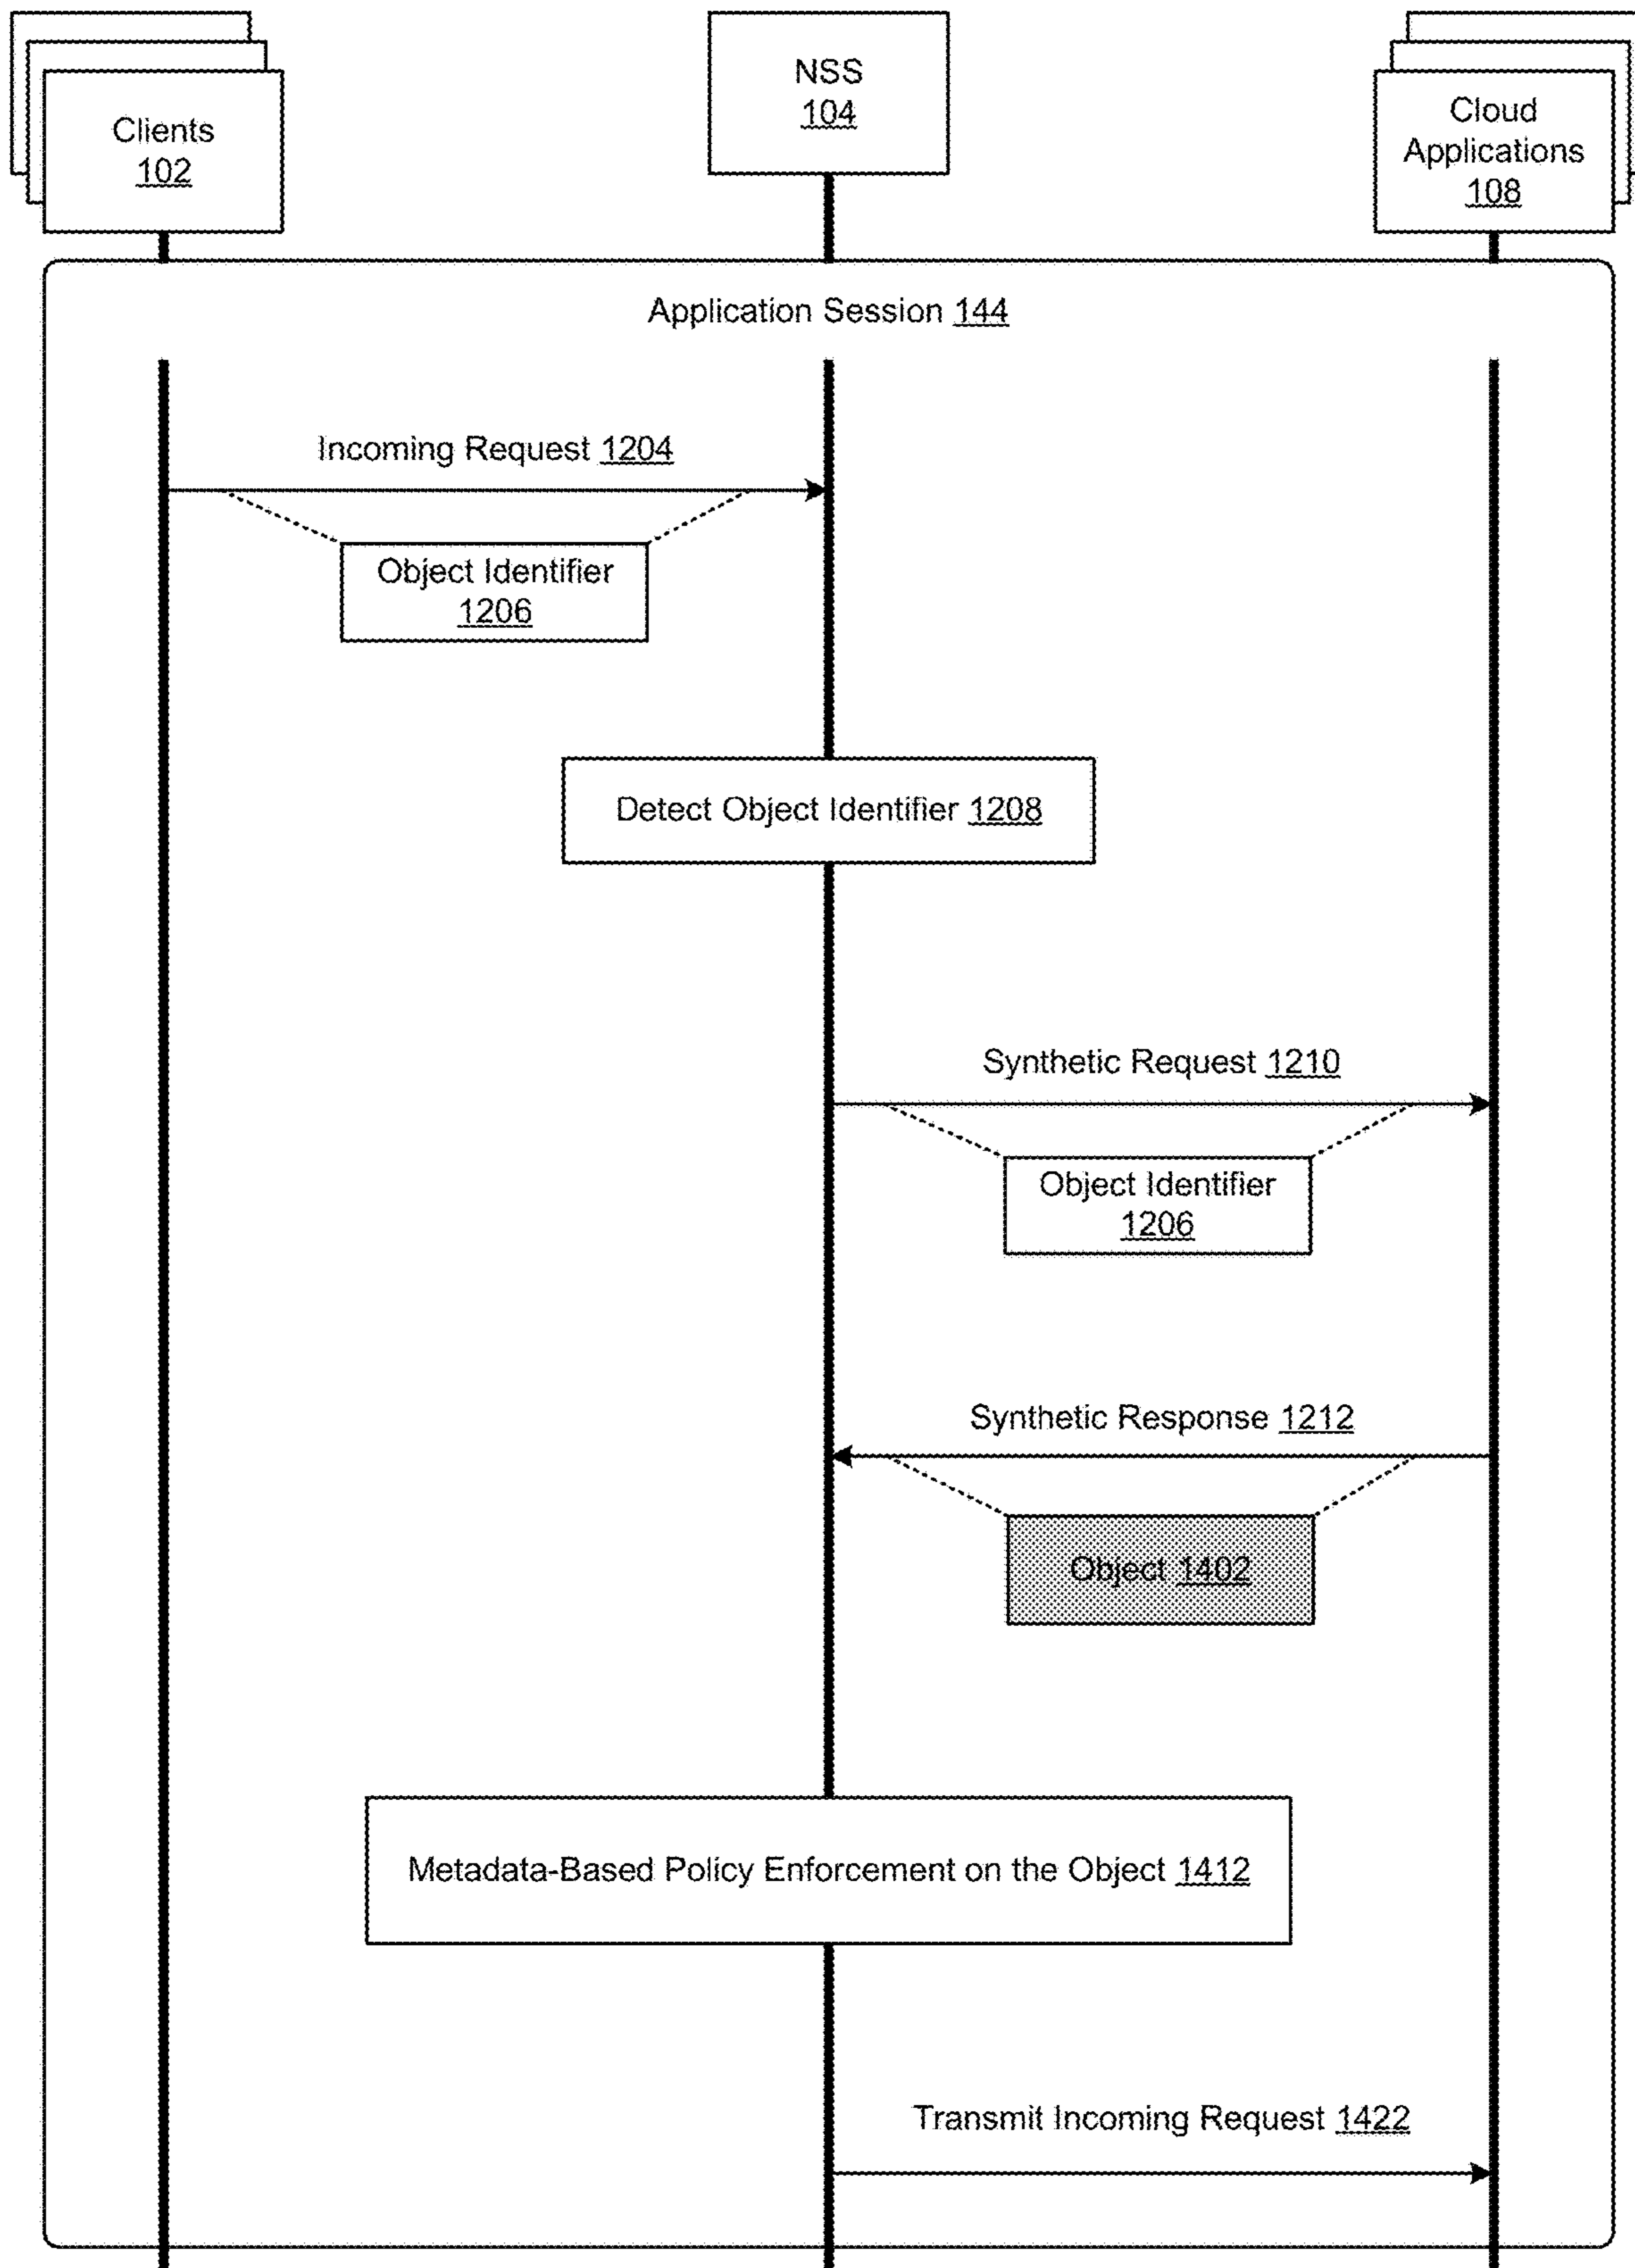 Clients
102
NSS
104
Cloud
Applications
108
Application Session 144
Incoming Request 1204
Object Identifier
1206
Detect Object Identifier 1208
Synthetic Request 1210
Object Identifier
1206
Synthetic Response 1212
Object 1402
Metadata-Based Policy Enforcement on the Object 1412
Transmit Incoming Request 1422